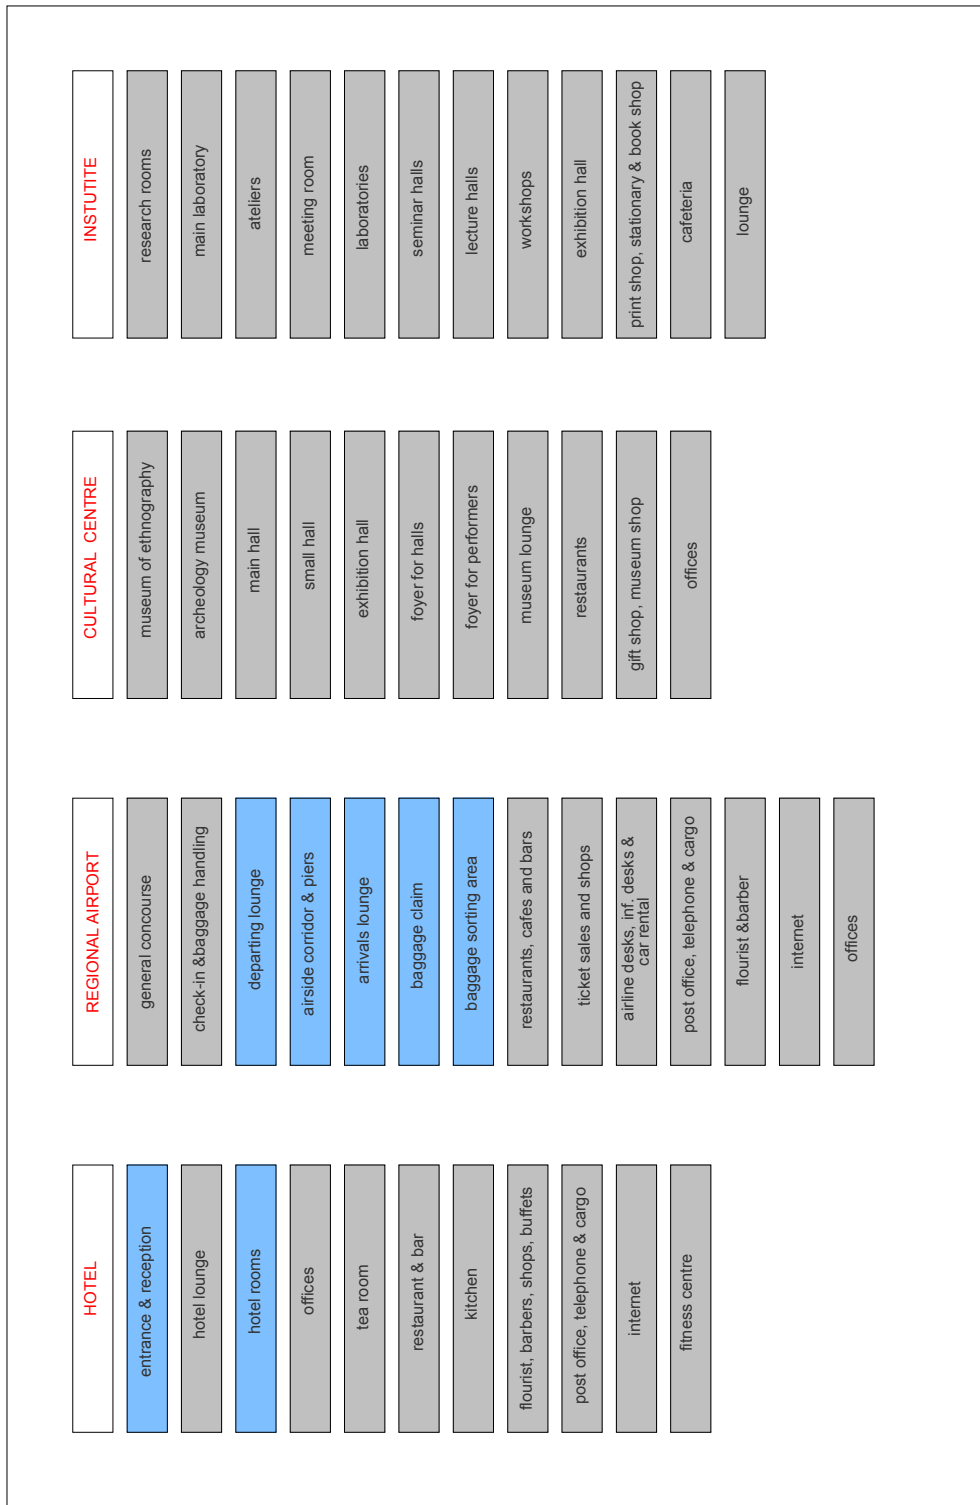 HOTEL
entrance & reception
hotel lounge
hotel rooms
offices
tea room
restaurant & bar
kitchen
flourist, barbers, shops, buffets
post office, telephone & cargo
internet
fitness centre
REGIONAL AIRPORT
general concourse
check-in &baggage handling
departing lounge
airside corridor & piers
arrivals lounge
baggage claim
baggage sorting area
restaurants, cafes and bars
ticket sales and shops
airline desks, inf. desks &
car rental
post office, telephone & cargo
flourist &barber
internet
offices
CULTURAL CENTRE
museum of ethnography
archeology museum
main hall
small hall
exhibition hall
foyer for halls
foyer for performers
museum lounge
restaurants
gift shop, museum shop
offices
INSTUTITE
research rooms
main laboratory
ateliers
meeting room
laboratories
seminar halls
lecture halls
workshops
exhibition hall
print shop, stationary & book shop
cafeteria
lounge